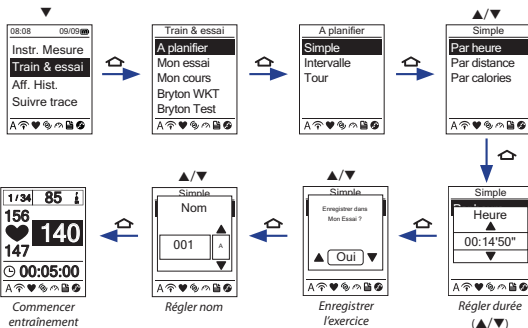 ▼
08:08 09/09
Instr. Mesure
Train & essai
Aff. Hist.
Suivre trace
A
Train & essai
A planifier
Mon essai
Mon cours
Bryton WKT
Bryton Test
A
A planifier
Simple
Intervalle
Tour
A
▲/▼
Simple
Par heure
Par distance
Par calories
A
Simple
Heure
▲
00:14'50"
▼
A
Régler durée
(▲/▼)
▲/▼
Simple
Enregistrer dans
Mon Essai ?
▲ Oui ▼
A
Enregistrer
l'exercice
▲/▼
Simple
Nom
▲
001 A
▼
A
Régler nom
1/34 85
156
140
147
00:05:00
A
Commencer
entraînement